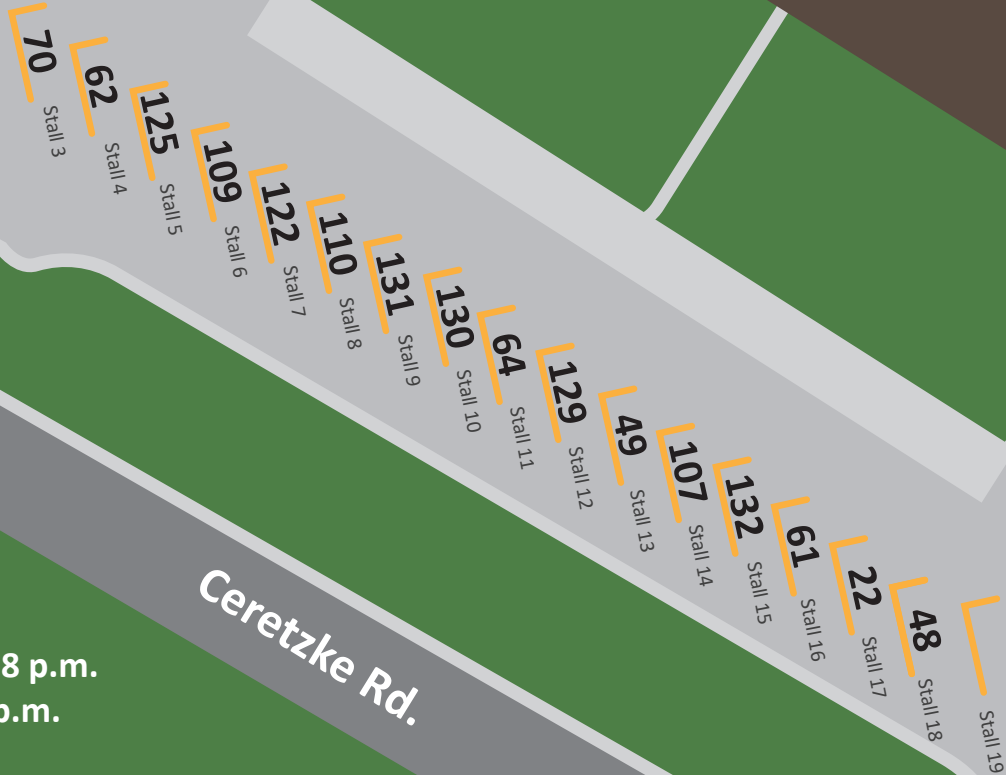 70
Stall 3
62
Stall 4
125
Stall 5
109
Stall 6
122
Stall 7
110
Stall 8
131
Stall 9
130
Stall 10
64
Stall 11
129
Stall 12
49
Stall 13
107
Stall 14
132
Stall 15
61
Stall 16
22
Stall 17
48
Stall 18
Stall 19
Ceretzke Rd.
8 p.m.
p.m.